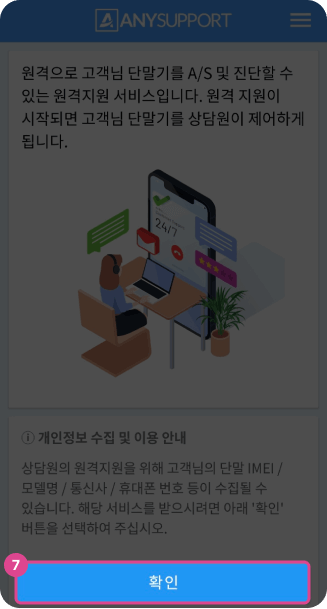 ANYSUPPORT
원격으로 고객님 단말기를 A/S 및 진단할 수
있는 원격지원 서비스입니다. 원격 지원이
시작되면 고객님 단말기를 상담원이 제어하게
됩니다.
24/7
ⓘ 개인정보 수집 및 이용 안내
상담원의 원격지원을 위해 고객님의 단말 IMEI /
모델명 / 통신사 / 휴대폰 번호 등이 수집될 수
있습니다. 해당 서비스를 받으시려면 아래 '확인'
버튼을 선택하여 주십시오.
7
확인